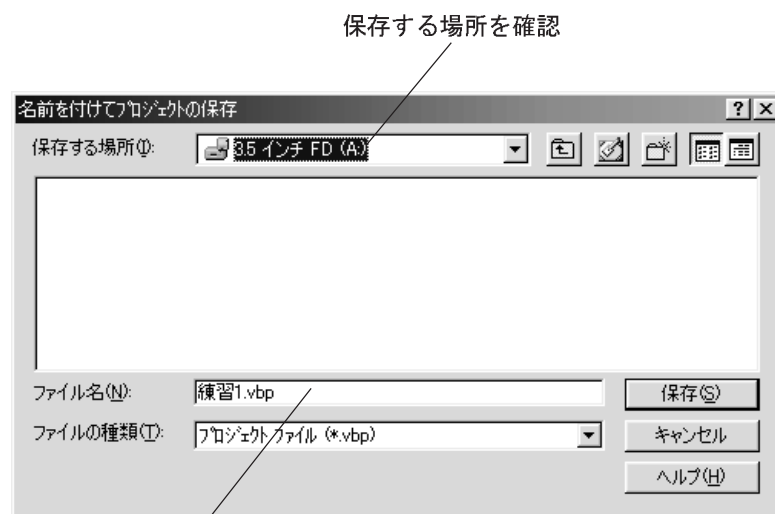 保存する場所を確認
名前を付けてﾌﾟﾛｼﾞｪｸﾄの保存
保存する場所(I):
3.5 インチ FD (A:)
ファイル名(N):
練習1.vbp
保存(S)
ファイルの種類(T):
ﾌﾟﾛｼﾞｪｸﾄ ﾌｧｲﾙ (*.vbp)
キャンセル
ヘルプ(H)